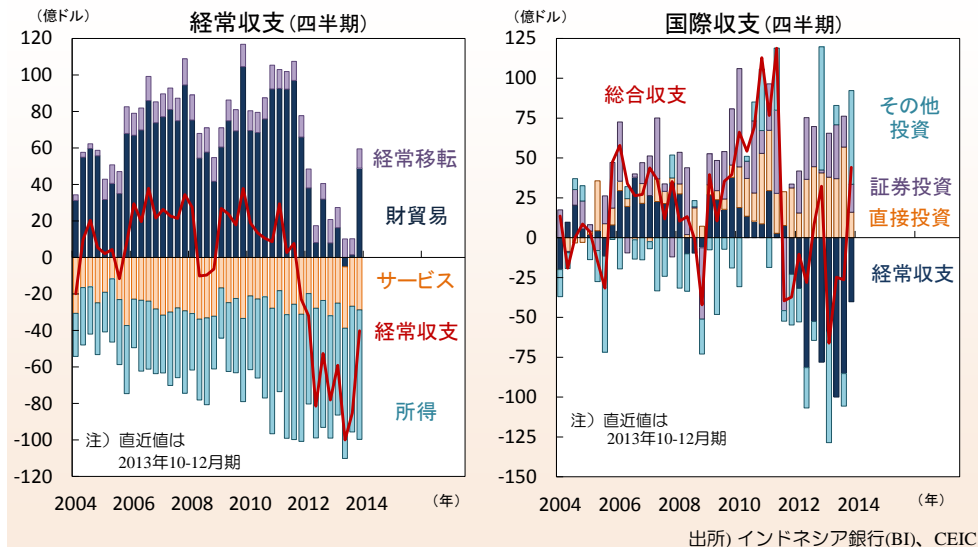 経常収支(四半期)
(億ドル)
120
100
80
60
40
20
0
-20
-40
-60
-80
-100
-120
経常移転
財貿易
サービス
経常収支
所得
注）直近値は
2013年10-12月期
2004 2006 2008 2010 2012 2014 (年)
国際収支(四半期)
(億ドル)
125
100
75
50
25
0
-25
-50
-75
-100
-125
-150
総合収支
その他
投資
証券投資
直接投資
経常収支
注）直近値は
2013年10-12月期
2004 2006 2008 2010 2012 2014 (年)
出所) インドネシア銀行(BI)、CEIC